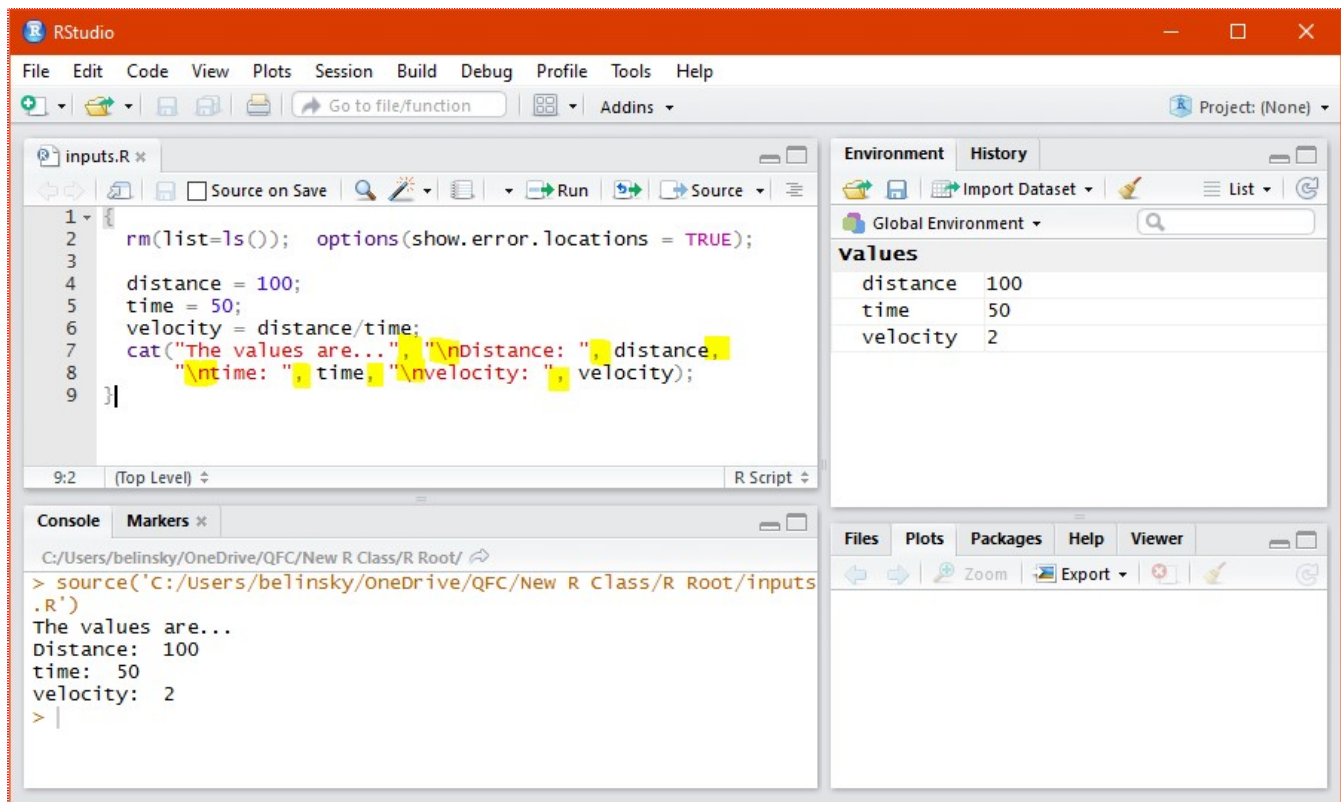 RStudio
File Edit Code View Plots Session Build Debug Profile Tools Help
Go to file/function Addins Project: (None)
inputs.R
Source on Save Run Source
1 {
2 rm(list=ls());  options(show.error.locations = TRUE);
3
4 distance = 100;
5 time = 50;
6 velocity = distance/time;
7 cat("The values are...", "\nDistance: ", distance,
8 "\ntime: ", time, "\nvelocity: ", velocity);
9 }
9:2 (Top Level) R Script
Console Markers
C:/Users/belinsky/OneDrive/QFC/New R Class/R Root/
> source('C:/Users/belinsky/OneDrive/QFC/New R Class/R Root/inputs
.R')
The values are...
Distance:  100
time:  50
velocity:  2
>
Environment History
Import Dataset List
Global Environment
Values
distance 100
time 50
velocity 2
Files Plots Packages Help Viewer
Zoom Export